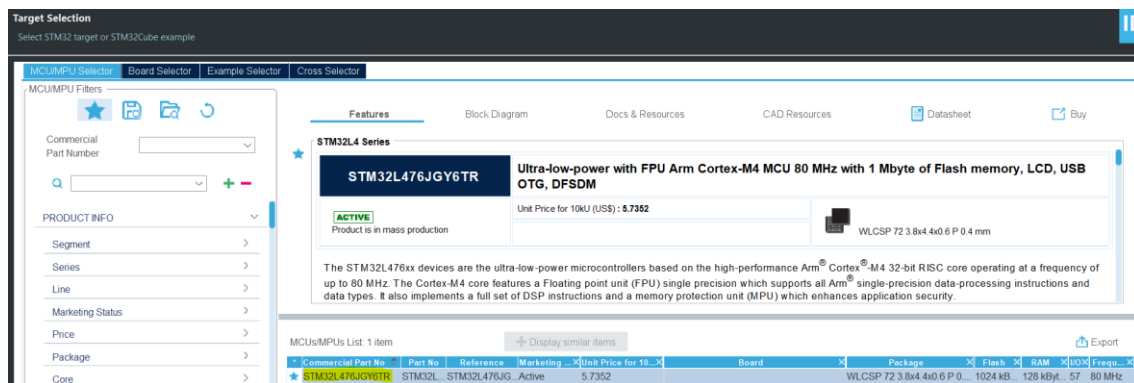 Target Selection
Select STM32 target or STM32Cube example
MCU/MPU Selector Board Selector Example Selector Cross Selector
MCU/MPU Filters
Commercial
Part Number
PRODUCT INFO
Segment
Series
Line
Marketing Status
Price
Package
Core
Features Block Diagram Docs & Resources CAD Resources Datasheet Buy
STM32L4 Series
STM32L476JGY6TR
Ultra-low-power with FPU Arm Cortex-M4 MCU 80 MHz with 1 Mbyte of Flash memory, LCD, USB
OTG, DFSDM
ACTIVE
Product is in mass production
Unit Price for 10kU (US$) : 5.7352
WLCSP 72 3.8x4.4x0.6 P 0.4 mm
The STM32L476xx devices are the ultra-low-power microcontrollers based on the high-performance Arm® Cortex®-M4 32-bit RISC core operating at a frequency of
up to 80 MHz. The Cortex-M4 core features a Floating point unit (FPU) single precision which supports all Arm® single-precision data-processing instructions and
data types. It also implements a full set of DSP instructions and a memory protection unit (MPU) which enhances application security.
MCUs/MPUs List: 1 item + Display similar items Export
* Commercial Part No Part No Reference Marketing ... X Unit Price for 10... X Board X Package X Flash X RAM X I/O X Frequ... X
STM32L476JGY6TR STM32L... STM32L476JG... Active 5.7352 WLCSP 72 3.8x4.4x0.6 P 0... 1024 kB... 128 kByt... 57 80 MHz